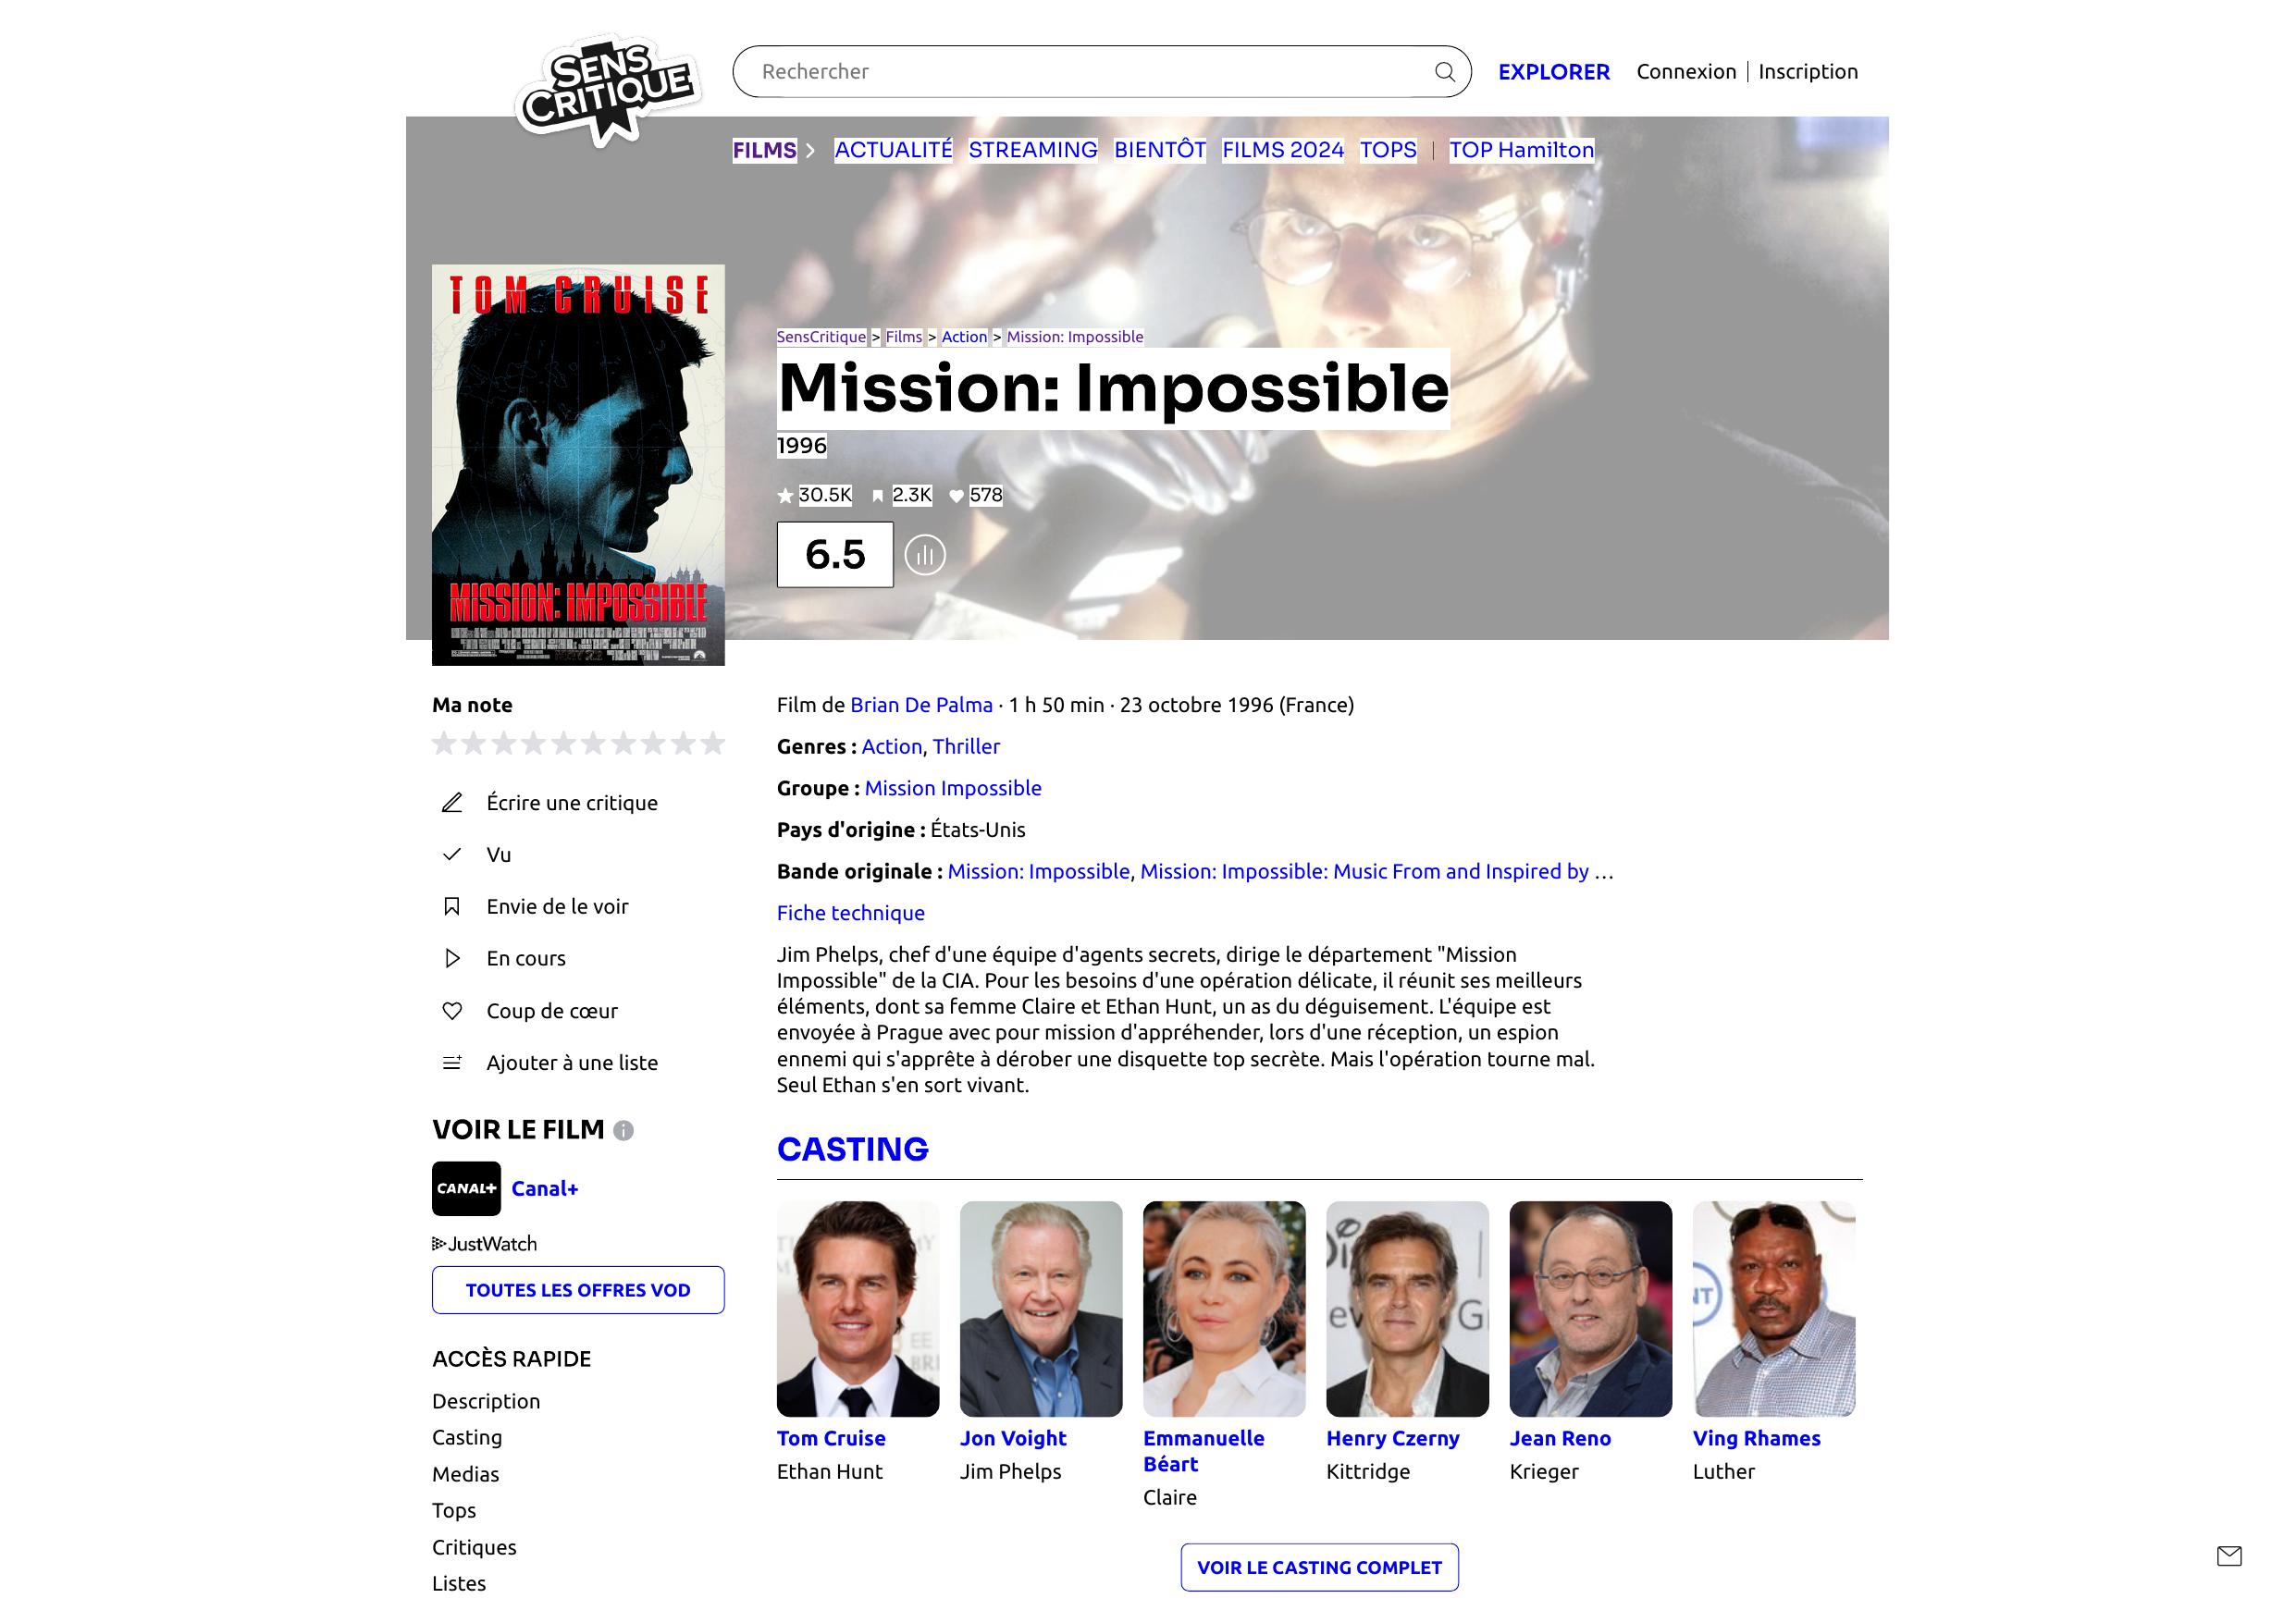 SENS CRITIQUE
Rechercher
EXPLORER
Connexion | Inscription
FILMS
ACTUALITÉ STREAMING BIENTÔT FILMS 2024 TOPS | TOP Hamilton
TOM CRUISE
MISSION: IMPOSSIBLE
SensCritique > Films > Action > Mission: Impossible
Mission: Impossible
1996
30.5K 2.3K 578
6.5
Ma note
Écrire une critique
Vu
Envie de le voir
En cours
Coup de cœur
Ajouter à une liste
VOIR LE FILM
CANAL+ Canal+
JustWatch
TOUTES LES OFFRES VOD
ACCÈS RAPIDE
Description
Casting
Medias
Tops
Critiques
Listes
Film de Brian De Palma · 1 h 50 min · 23 octobre 1996 (France)
Genres : Action, Thriller
Groupe : Mission Impossible
Pays d'origine : États-Unis
Bande originale : Mission: Impossible, Mission: Impossible: Music From and Inspired by …
Fiche technique
Jim Phelps, chef d'une équipe d'agents secrets, dirige le département "Mission
Impossible" de la CIA. Pour les besoins d'une opération délicate, il réunit ses meilleurs
éléments, dont sa femme Claire et Ethan Hunt, un as du déguisement. L'équipe est
envoyée à Prague avec pour mission d'appréhender, lors d'une réception, un espion
ennemi qui s'apprête à dérober une disquette top secrète. Mais l'opération tourne mal.
Seul Ethan s'en sort vivant.
CASTING
Tom Cruise
Ethan Hunt
Jon Voight
Jim Phelps
Emmanuelle
Béart
Claire
Henry Czerny
Kittridge
Jean Reno
Krieger
Ving Rhames
Luther
VOIR LE CASTING COMPLET